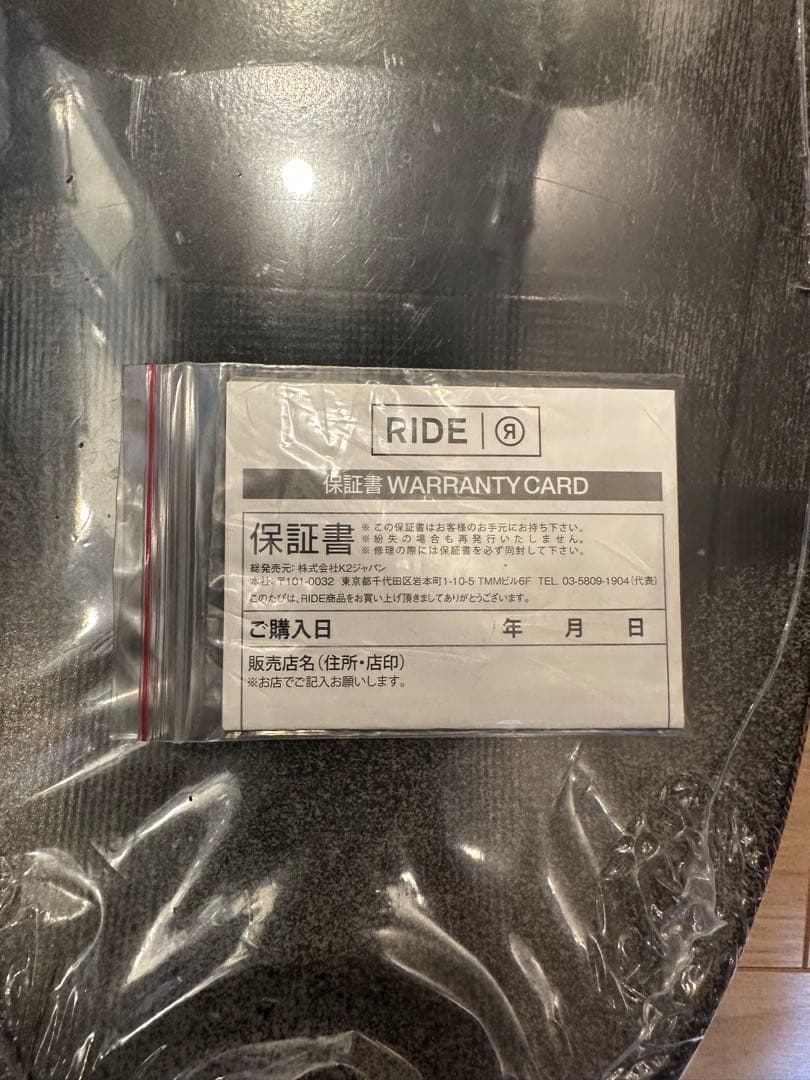 RIDE R
保証書 WARRANTY CARD
保証書
※この保証書はお客様のお手元にお持ち下さい。
※紛失の場合も再発行いたしません。
※修理の際には保証書を必ず同封して下さい。
総発売元: 株式会社K2ジャパン
本社: 〒101-0032 東京都千代田区岩本町1-10-5 TMMビル6F TEL. 03-5809-1904(代表)
このたびは、RIDE商品をお買い上げ頂きましてありがとうございます。
ご購入日 年 月 日
販売店名(住所・店印)
※お店でご記入お願いします。